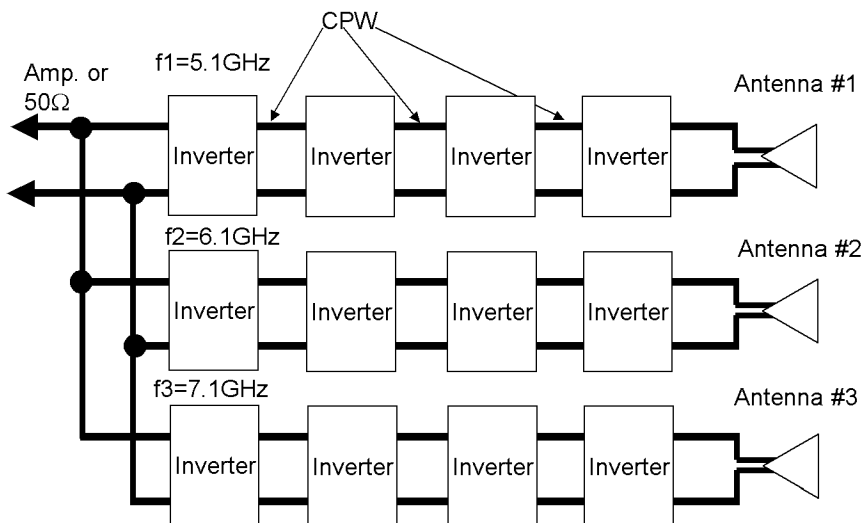 CPW
f1=5.1GHz
Amp. or
50Ω
Antenna #1
Inverter Inverter Inverter Inverter
f2=6.1GHz
Antenna #2
Inverter Inverter Inverter Inverter
f3=7.1GHz
Antenna #3
Inverter Inverter Inverter Inverter